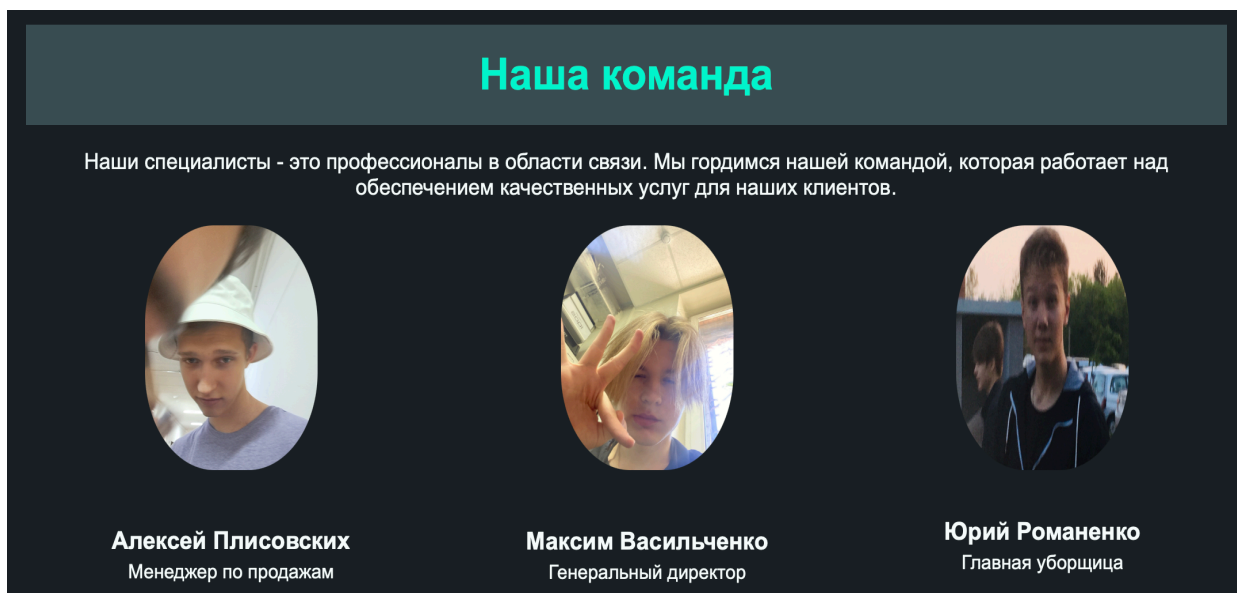 Наша команда
Наши специалисты - это профессионалы в области связи. Мы гордимся нашей командой, которая работает над
обеспечением качественных услуг для наших клиентов.
Алексей Плисовских
Менеджер по продажам
Максим Васильченко
Генеральный директор
Юрий Романенко
Главная уборщица